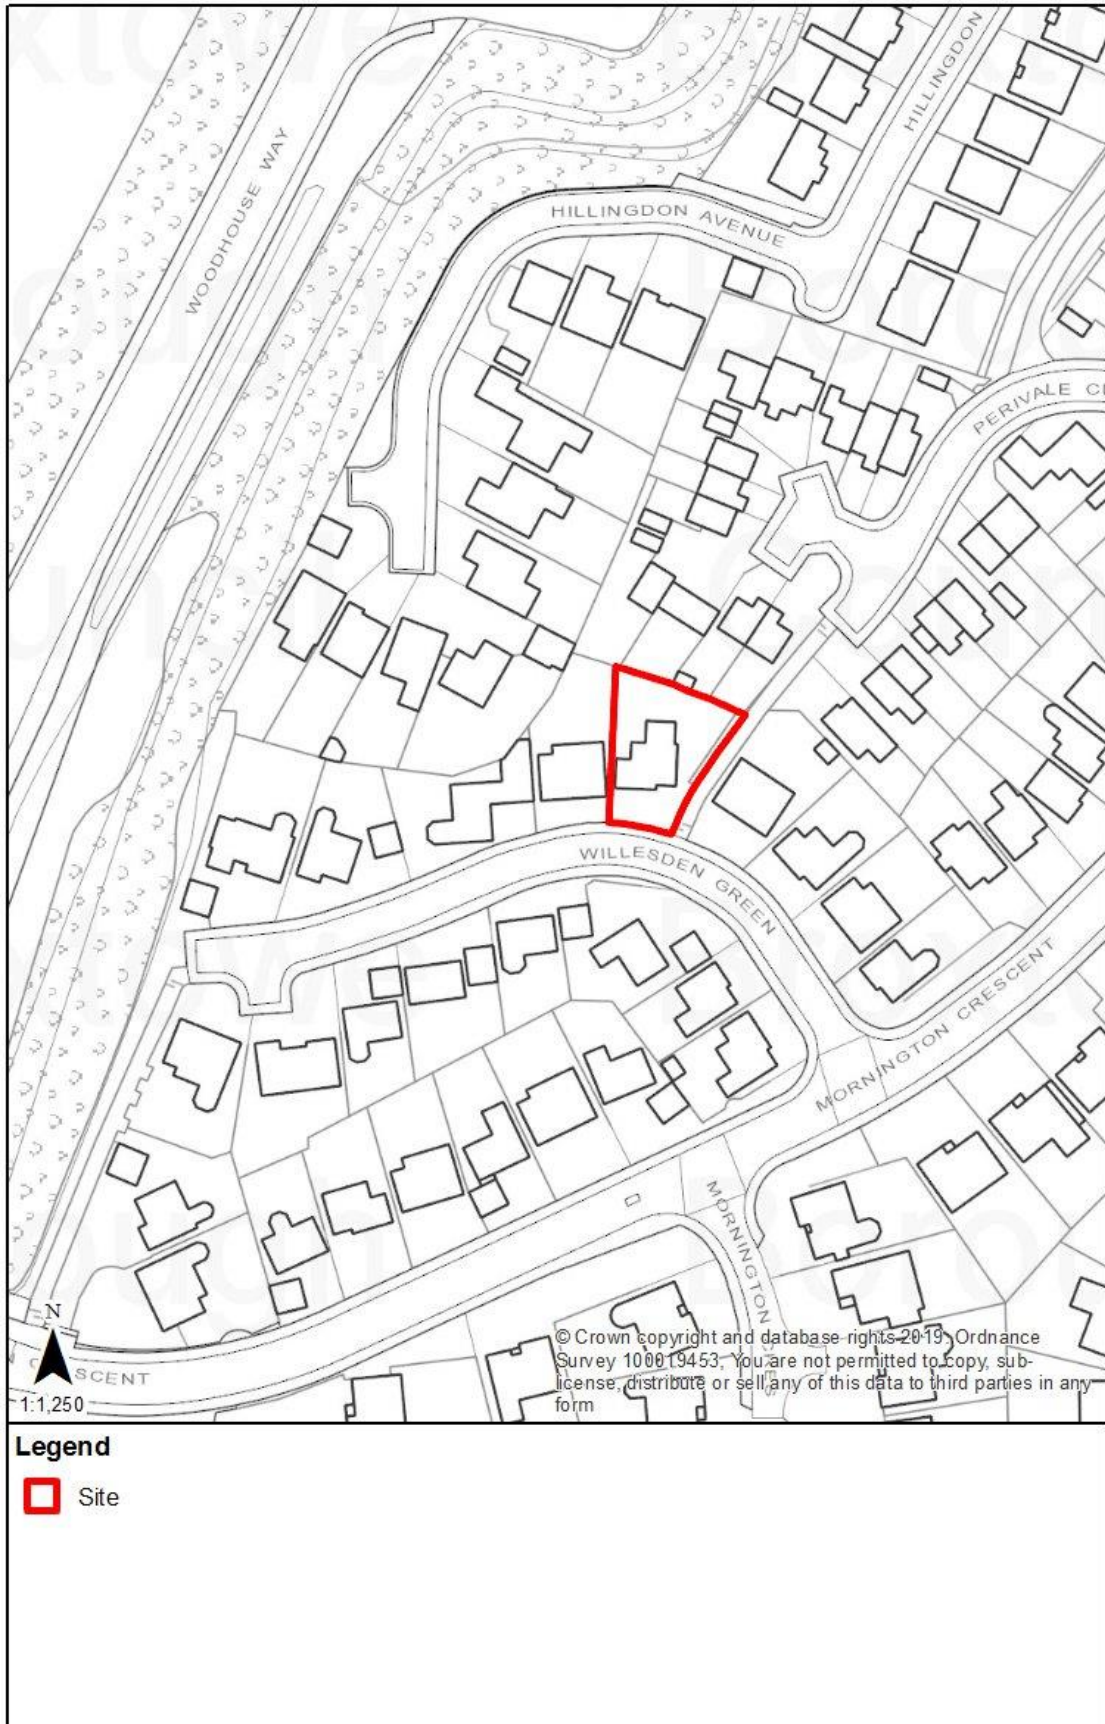 HILLINGDON
WOODHOUSE WAY
HILLINGDON AVENUE
PERIVALE C
WILLESDEN GREEN
MORNINGTON CRESCENT
MORNINGTON
N
CRESCENT
1:1,250
© Crown copyright and database rights 2019. Ordnance
Survey 100019453, You are not permitted to copy, sub-
license, distribute or sell any of this data to third parties in any
form
Legend
Site